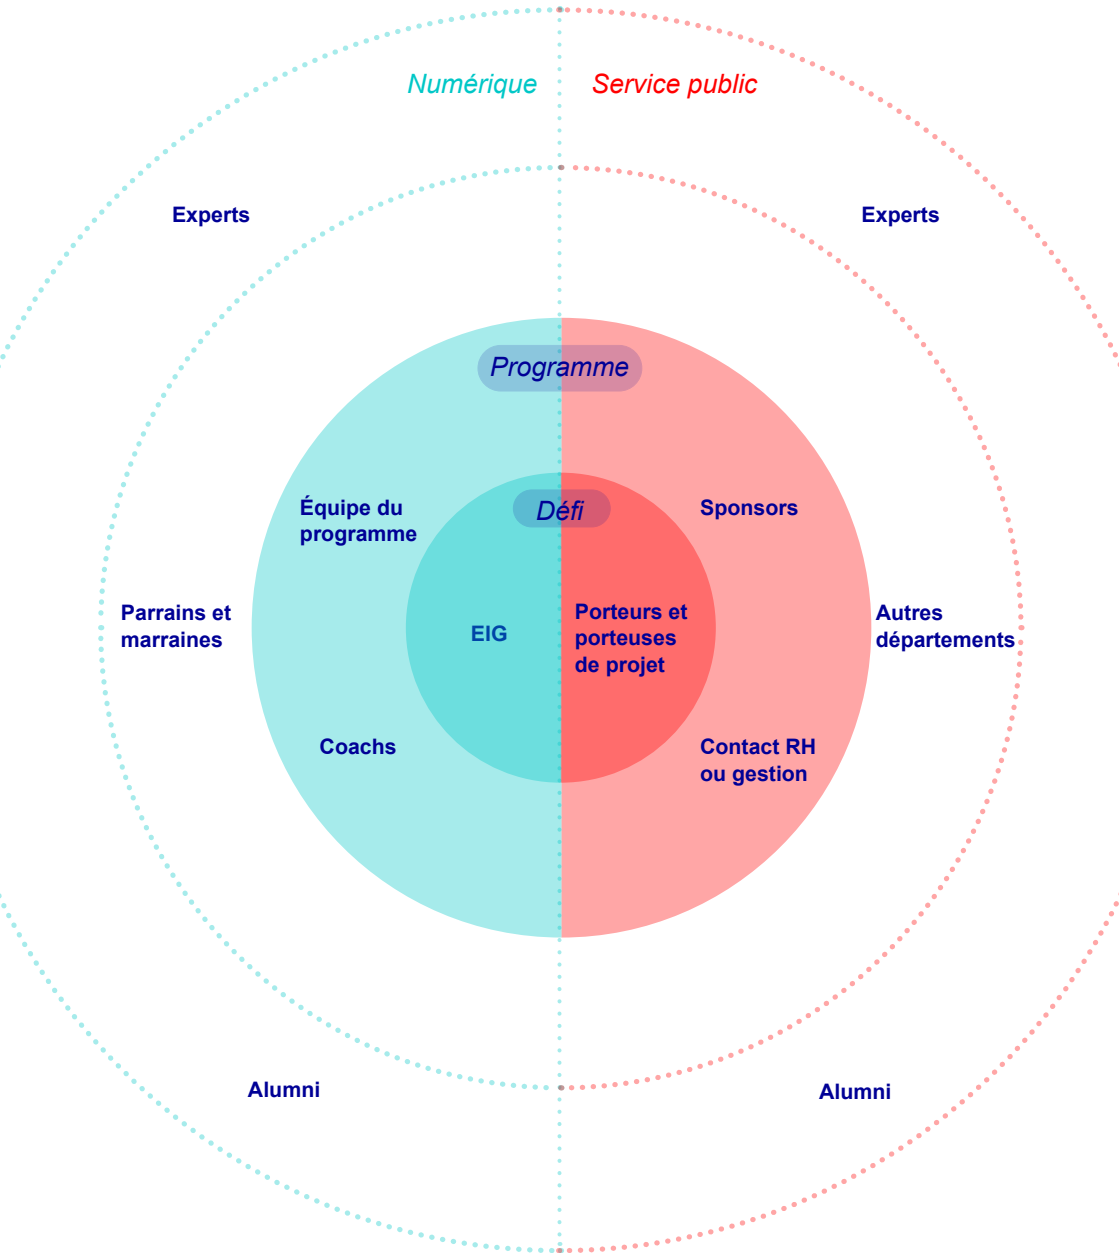 Numérique
Service public
Experts
Experts
Programme
Défi
Équipe du
programme
Sponsors
Parrains et
marraines
EIG
Porteurs et
porteuses
de projet
Autres
départements
Coachs
Contact RH
ou gestion
Alumni
Alumni